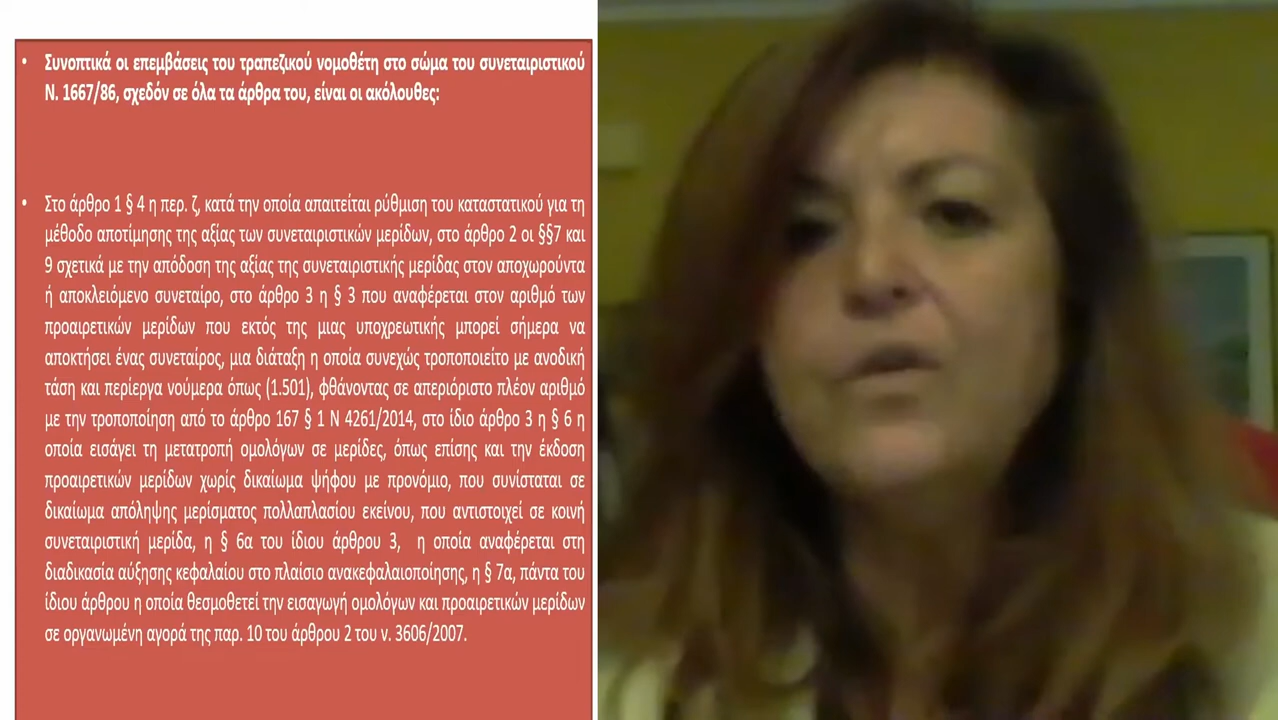 • Συνοπτικά οι επεμβάσεις του τραπεζικού νομοθέτη στο σώμα του συνεταιριστικού
Ν. 1667/86, σχεδόν σε όλα τα άρθρα του, είναι οι ακόλουθες:
• Στο άρθρο 1 § 4 η περ. ζ, κατά την οποία απαιτείται ρύθμιση του καταστατικού για τη
μέθοδο αποτίμησης της αξίας των συνεταιριστικών μερίδων, στο άρθρο 2 οι §§7 και
9 σχετικά με την απόδοση της αξίας της συνεταιριστικής μερίδας στον αποχωρούντα
ή αποκλειόμενο συνεταίρο, στο άρθρο 3 η § 3 που αναφέρεται στον αριθμό των
προαιρετικών μερίδων που εκτός της μιας υποχρεωτικής μπορεί σήμερα να
αποκτήσει ένας συνεταίρος, μια διάταξη η οποία συνεχώς τροποποιείτο με ανοδική
τάση και περίεργα νούμερα όπως (1.501), φθάνοντας σε απεριόριστο πλέον αριθμό
με την τροποποίηση από το άρθρο 167 § 1 Ν 4261/2014, στο ίδιο άρθρο 3 η § 6 η
οποία εισάγει τη μετατροπή ομολόγων σε μερίδες, όπως επίσης και την έκδοση
προαιρετικών μερίδων χωρίς δικαίωμα ψήφου με προνόμιο, που συνίσταται σε
δικαίωμα απόληψης μερίσματος πολλαπλασίου εκείνου, που αντιστοιχεί σε κοινή
συνεταιριστική μερίδα, η § 6α του ίδιου άρθρου 3, η οποία αναφέρεται στη
διαδικασία αύξησης κεφαλαίου στο πλαίσιο ανακεφαλαιοποίησης, η § 7α, πάντα του
ίδιου άρθρου η οποία θεσμοθετεί την εισαγωγή ομολόγων και προαιρετικών μερίδων
σε οργανωμένη αγορά της παρ. 10 του άρθρου 2 του ν. 3606/2007.